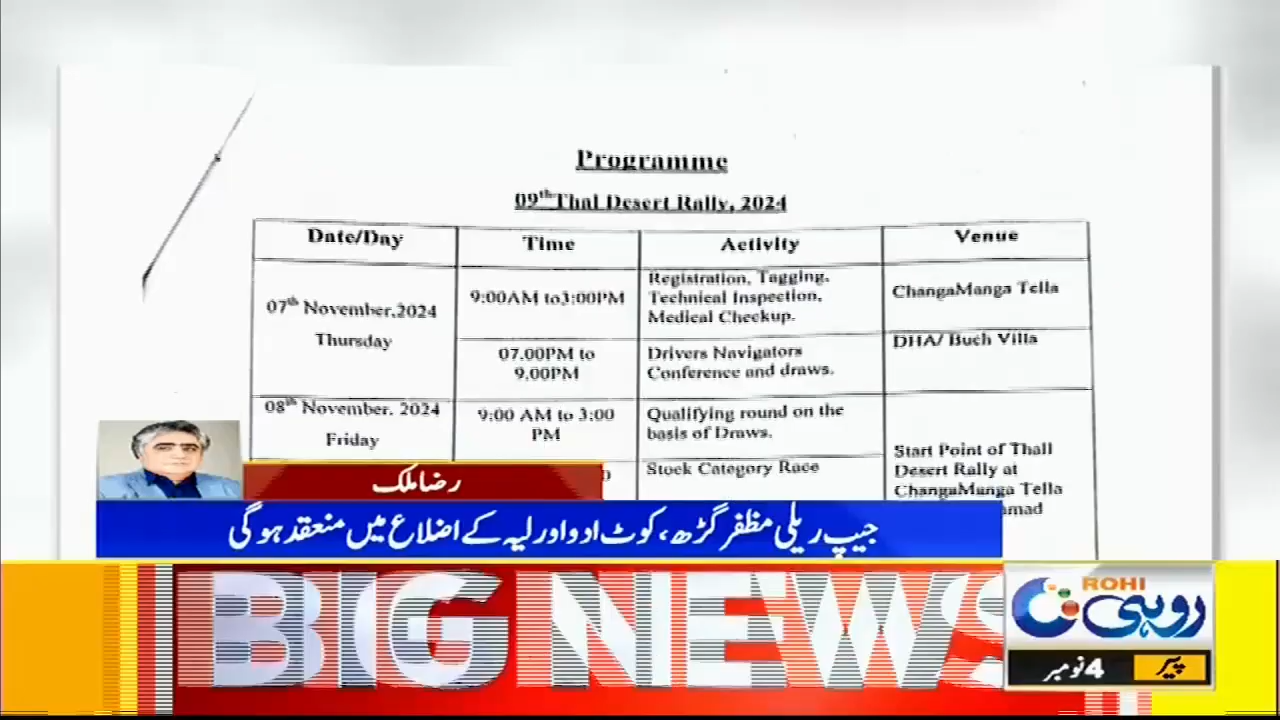 Programme
09th Thal Desert Rally, 2024
Date/Day
Time
Activity
Venue
07th November, 2024
Thursday
9:00AM to3:00PM
Registration, Tagging,
Technical Inspection,
Medical Checkup.
ChangaManga Tella
07.00PM to
9.00PM
Drivers Navigators
Conference and draws.
DHA/ Buch Villa
08th November, 2024
Friday
9:00 AM to 3:00
PM
Qualifying round on the
basis of Draws.
Stock Category Race
Start Point of Thall
Desert Rally at
ChangaManga Tella
رضا ملک
جیپ ریلی مظفر گڑھ، کوٹ ادو اور لیہ کے اضلاع میں منعقد ہوگی
BIG NEWS
ROHI
روہی
پیر
4 نومبر